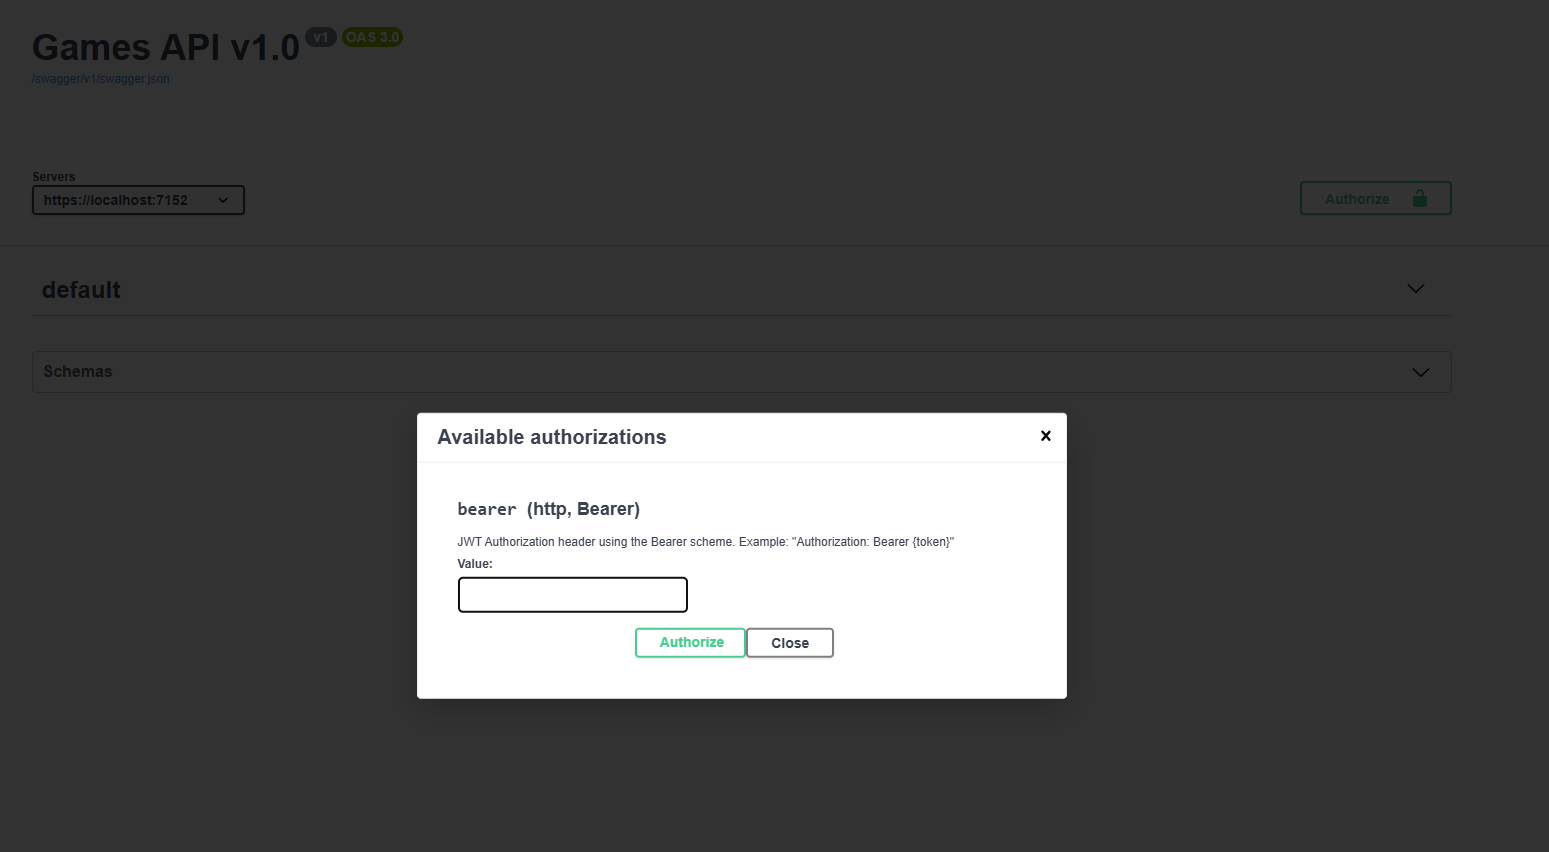 Games API v1.0 v1 OAS 3.0
/swagger/v1/swagger.json
Servers
https://localhost:7152
Authorize
default
Schemas
Available authorizations
bearer (http, Bearer)
JWT Authorization header using the Bearer scheme. Example: "Authorization: Bearer {token}"
Value:
Authorize Close